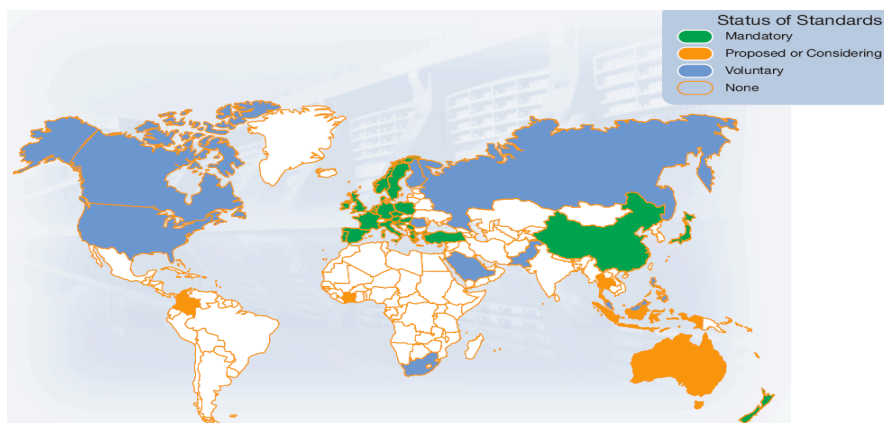 Status of Standards
Mandatory
Proposed or Considering
Voluntary
None